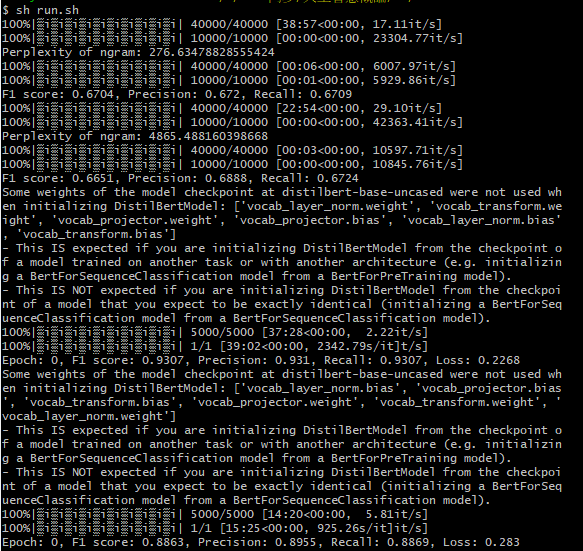 $ sh run.sh
100%|▒i▒i▒i▒i▒i▒i▒i▒i▒i▒i| 40000/40000 [38:57<00:00, 17.11it/s]
100%|▒i▒i▒i▒i▒i▒i▒i▒i▒i▒i| 10000/10000 [00:00<00:00, 23304.77it/s]
Perplexity of ngram: 276.63478828555424
100%|▒i▒i▒i▒i▒i▒i▒i▒i▒i▒i| 40000/40000 [00:06<00:00, 6007.97it/s]
100%|▒i▒i▒i▒i▒i▒i▒i▒i▒i▒i| 10000/10000 [00:01<00:00, 5929.86it/s]
F1 score: 0.6704, Precision: 0.672, Recall: 0.6709
100%|▒i▒i▒i▒i▒i▒i▒i▒i▒i▒i| 40000/40000 [22:54<00:00, 29.10it/s]
100%|▒i▒i▒i▒i▒i▒i▒i▒i▒i▒i| 10000/10000 [00:00<00:00, 42363.41it/s]
Perplexity of ngram: 4865.488160398668
100%|▒i▒i▒i▒i▒i▒i▒i▒i▒i▒i| 40000/40000 [00:03<00:00, 10597.71it/s]
100%|▒i▒i▒i▒i▒i▒i▒i▒i▒i▒i| 10000/10000 [00:00<00:00, 10845.76it/s]
F1 score: 0.6651, Precision: 0.6888, Recall: 0.6724
Some weights of the model checkpoint at distilbert-base-uncased were not used wh
en initializing DistilBertModel: ['vocab_layer_norm.weight', 'vocab_transform.we
ight', 'vocab_projector.weight', 'vocab_projector.bias', 'vocab_layer_norm.bias'
, 'vocab_transform.bias']
- This IS expected if you are initializing DistilBertModel from the checkpoint o
f a model trained on another task or with another architecture (e.g. initializin
g a BertForSequenceClassification model from a BertForPreTraining model).
- This IS NOT expected if you are initializing DistilBertModel from the checkpoi
nt of a model that you expect to be exactly identical (initializing a BertForSeq
uenceClassification model from a BertForSequenceClassification model).
100%|▒i▒i▒i▒i▒i▒i▒i▒i▒i▒i| 5000/5000 [37:28<00:00,  2.22it/s]
100%|▒i▒i▒i▒i▒i▒i▒i▒i▒i▒i| 1/1 [39:02<00:00, 2342.79s/it]t/s]
Epoch: 0, F1 score: 0.9307, Precision: 0.931, Recall: 0.9307, Loss: 0.2268
Some weights of the model checkpoint at distilbert-base-uncased were not used wh
en initializing DistilBertModel: ['vocab_layer_norm.bias', 'vocab_projector.bias
', 'vocab_transform.bias', 'vocab_projector.weight', 'vocab_transform.weight', '
vocab_layer_norm.weight']
- This IS expected if you are initializing DistilBertModel from the checkpoint o
f a model trained on another task or with another architecture (e.g. initializin
g a BertForSequenceClassification model from a BertForPreTraining model).
- This IS NOT expected if you are initializing DistilBertModel from the checkpoi
nt of a model that you expect to be exactly identical (initializing a BertForSeq
uenceClassification model from a BertForSequenceClassification model).
100%|▒i▒i▒i▒i▒i▒i▒i▒i▒i▒i| 5000/5000 [14:20<00:00,  5.81it/s]
100%|▒i▒i▒i▒i▒i▒i▒i▒i▒i▒i| 1/1 [15:25<00:00, 925.26s/it]it/s]
Epoch: 0, F1 score: 0.8863, Precision: 0.8955, Recall: 0.8869, Loss: 0.283